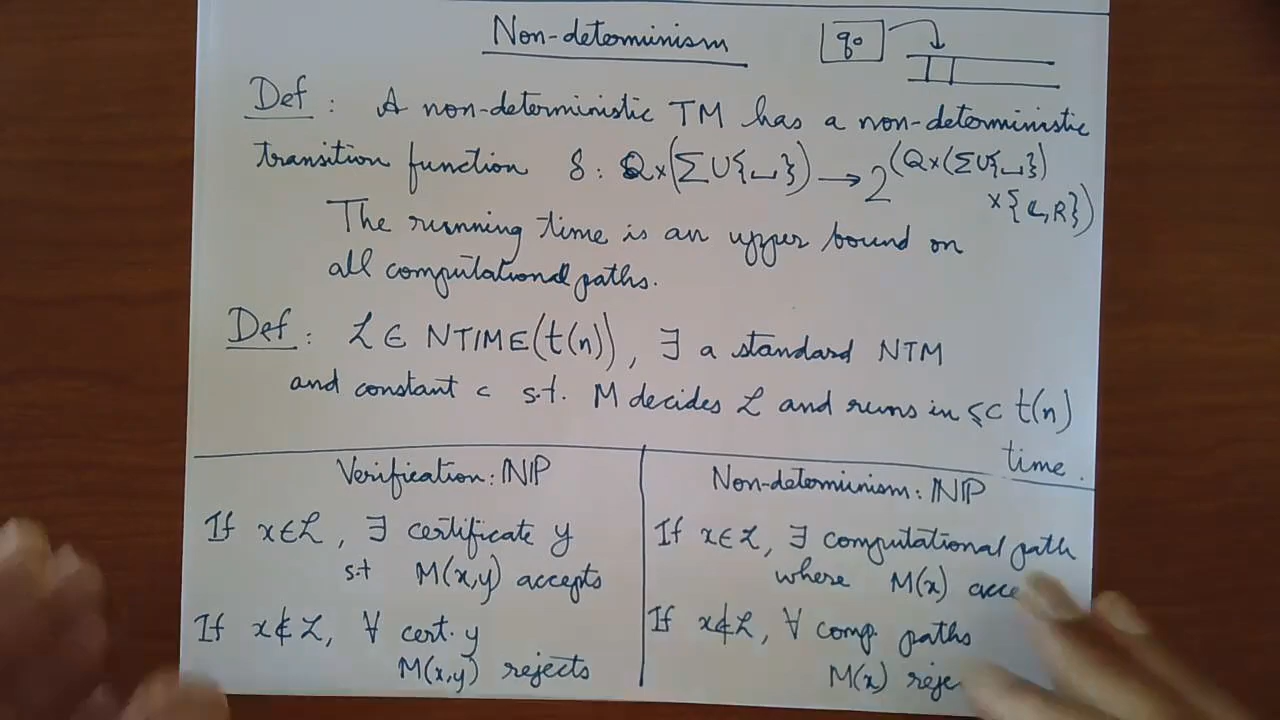 Non-determinism
q0
Def: A non-deterministic TM has a non-deterministic
transition function δ: Q×(Σ∪{␣}) → 2^(Q×(Σ∪{␣})
×{L,R})
The running time is an upper bound on
all computational paths.
Def: L ∈ NTIME(t(n)), ∃ a standard NTM
and constant c s.t. M decides L and runs in ≤c t(n)
time.
Verification: NP
If x∈L, ∃ certificate y
s.t M(x,y) accepts
If x∉L, ∀ cert. y
M(x,y) rejects
Non-determinism: NP
If x∈L, ∃ computational path
where M(x) acce
If x∉L, ∀ comp. paths
M(x) reje